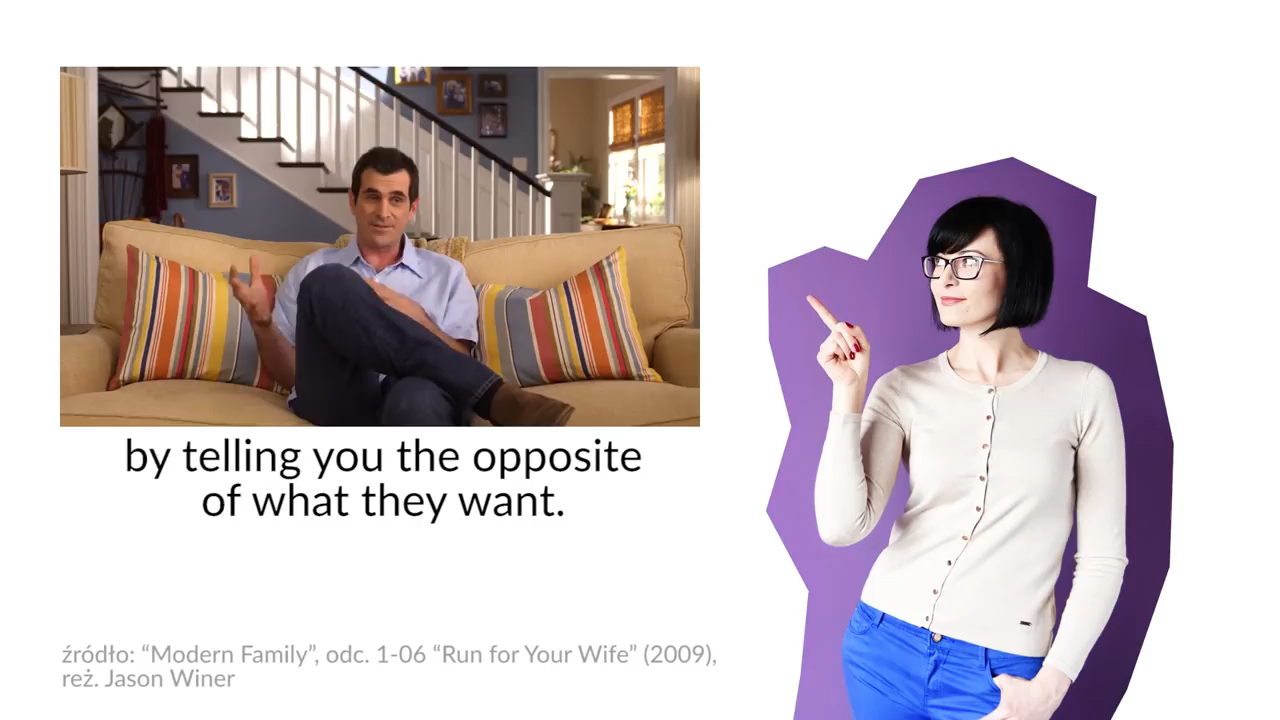 by telling you the opposite
of what they want.
źródło: “Modern Family”, odc. 1-06 “Run for Your Wife” (2009),
reż. Jason Winer